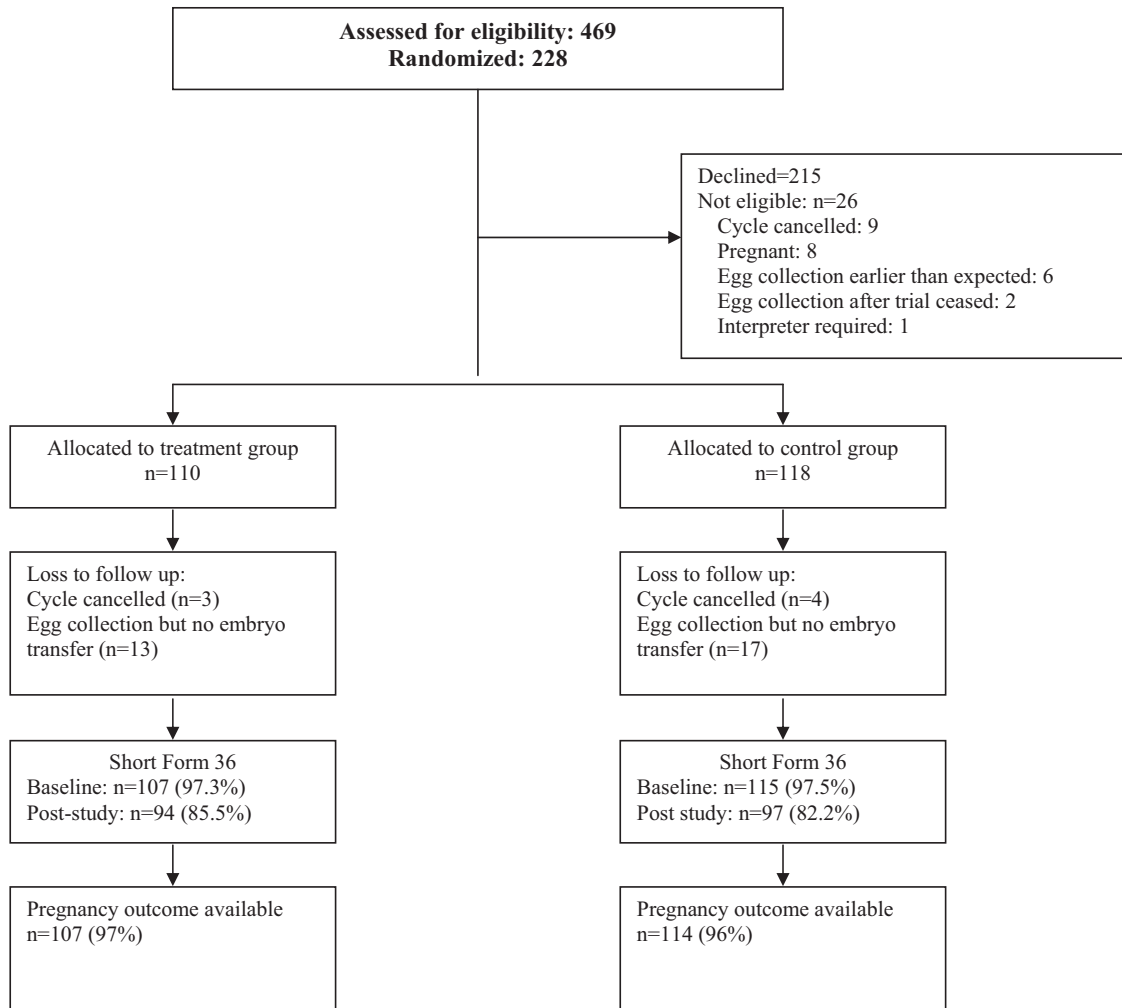 Assessed for eligibility: 469
Randomized: 228
Declined=215
Not eligible: n=26
Cycle cancelled: 9
Pregnant: 8
Egg collection earlier than expected: 6
Egg collection after trial ceased: 2
Interpreter required: 1
Allocated to treatment group
n=110
Allocated to control group
n=118
Loss to follow up:
Cycle cancelled (n=3)
Egg collection but no embryo
transfer (n=13)
Loss to follow up:
Cycle cancelled (n=4)
Egg collection but no embryo
transfer (n=17)
Short Form 36
Baseline: n=107 (97.3%)
Post-study: n=94 (85.5%)
Short Form 36
Baseline: n=115 (97.5%)
Post study: n=97 (82.2%)
Pregnancy outcome available
n=107 (97%)
Pregnancy outcome available
n=114 (96%)